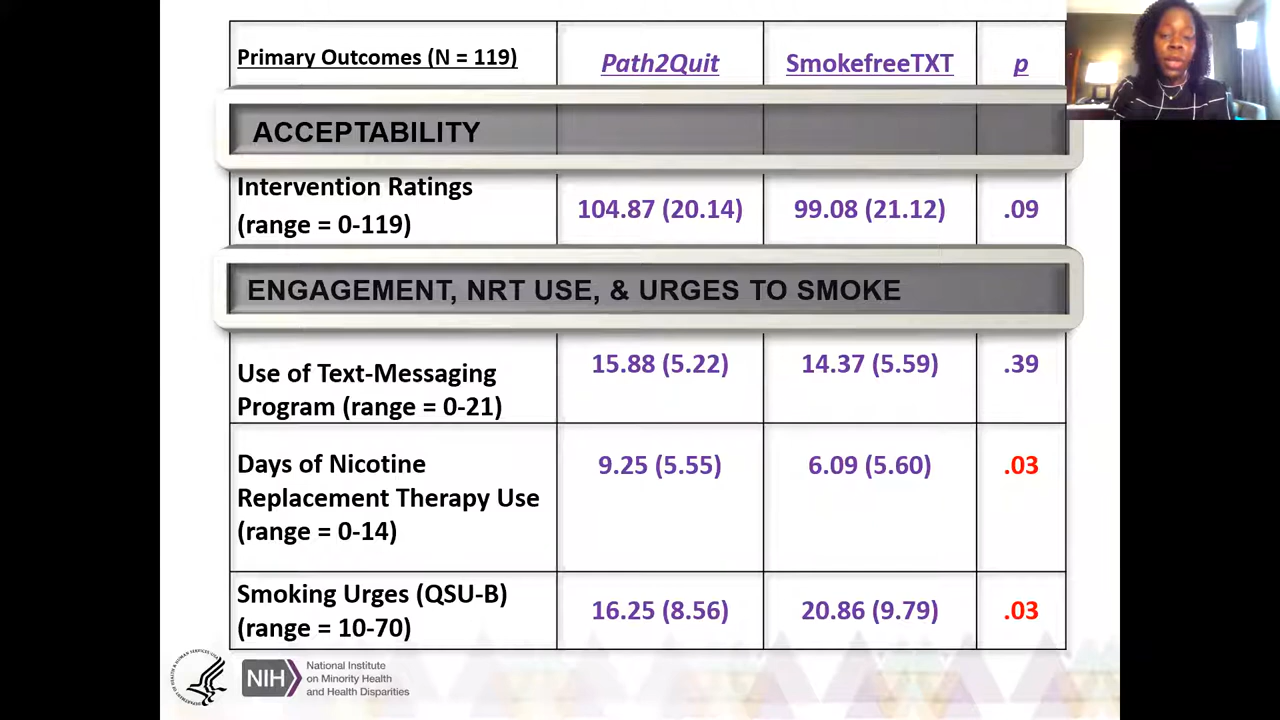 Primary Outcomes (N = 119) Path2Quit SmokefreeTXT p
ACCEPTABILITY
Intervention Ratings
(range = 0-119) 104.87 (20.14) 99.08 (21.12) .09
ENGAGEMENT, NRT USE, & URGES TO SMOKE
Use of Text-Messaging
Program (range = 0-21) 15.88 (5.22) 14.37 (5.59) .39
Days of Nicotine
Replacement Therapy Use
(range = 0-14) 9.25 (5.55) 6.09 (5.60) .03
Smoking Urges (QSU-B)
(range = 10-70) 16.25 (8.56) 20.86 (9.79) .03
NIH
National Institute
on Minority Health
and Health Disparities